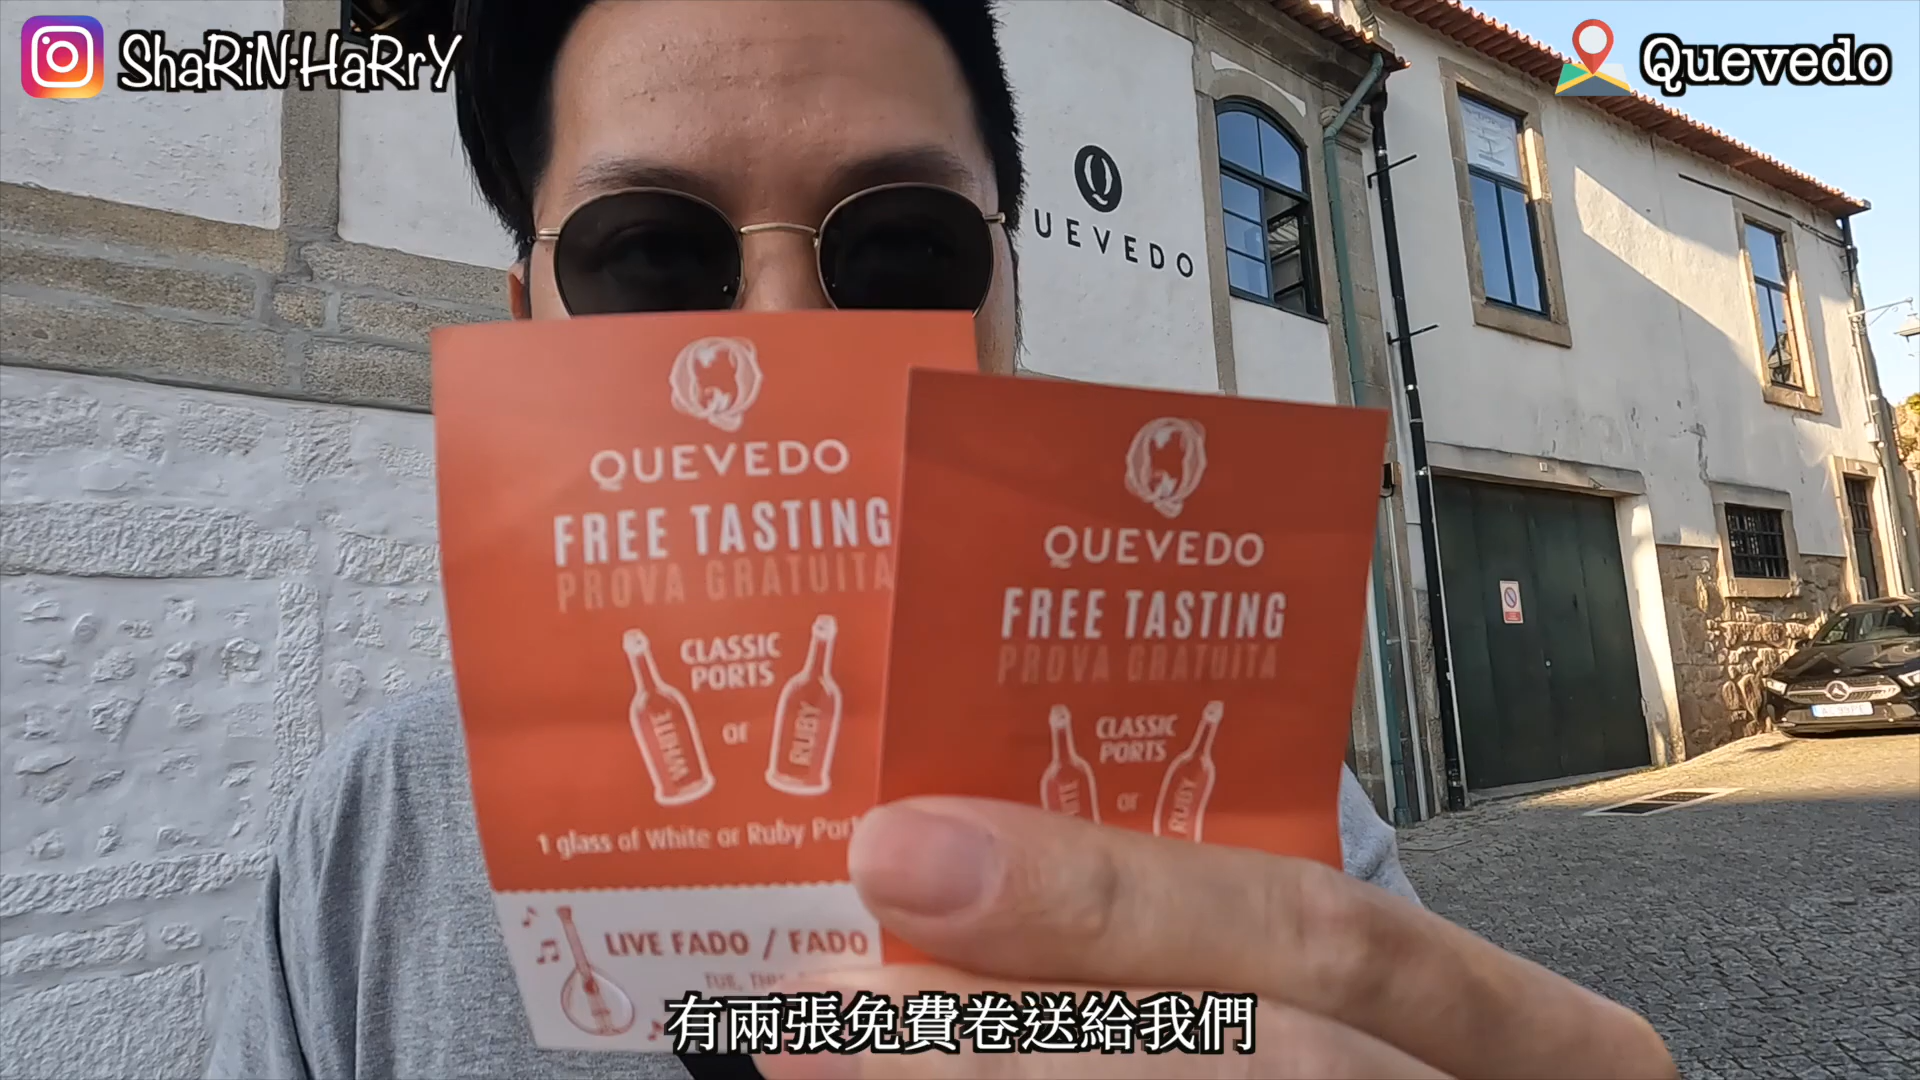 ShaRiN·HaRrY
Quevedo
UEVEDO
QUEVEDO
FREE TASTING
PROVA GRATUITA
CLASSIC
PORTS
WHITE
or
RUBY
1 glass of White or Ruby Port
LIVE FADO / FADO
QUEVEDO
FREE TASTING
PROVA GRATUITA
CLASSIC
PORTS
or
RUBY
有兩張免費卷送給我們